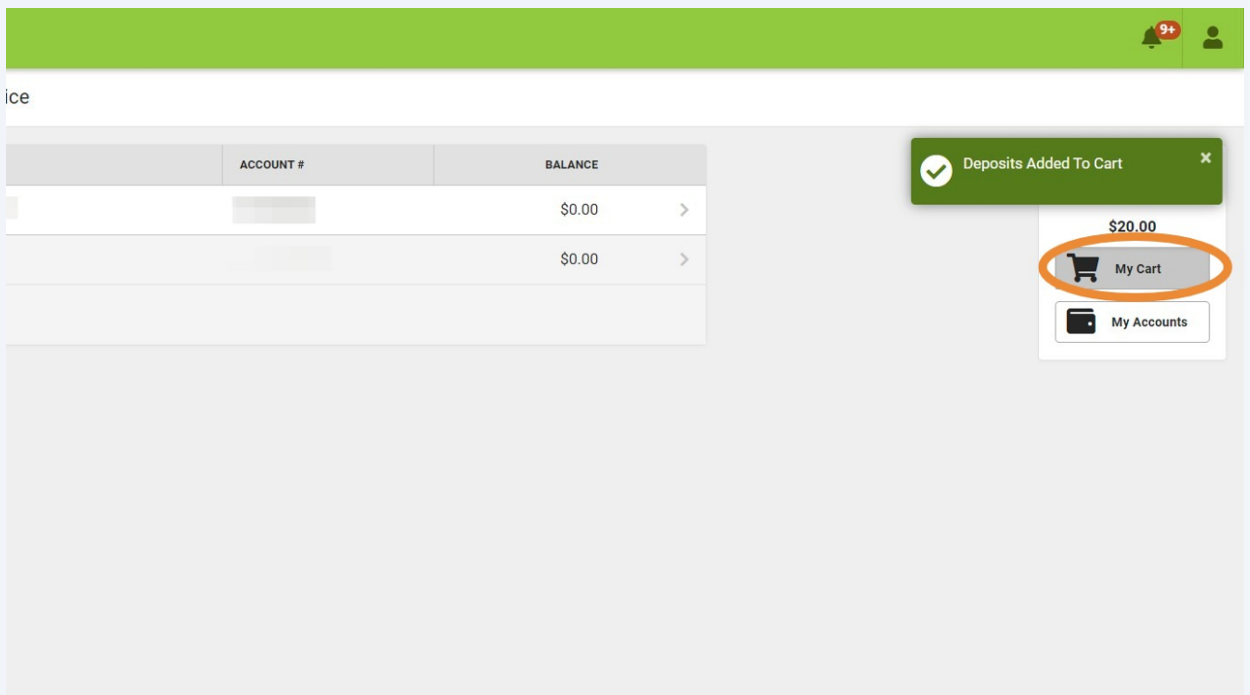 9+
ice
ACCOUNT # BALANCE
Deposits Added To Cart ×
$0.00
$20.00
$0.00
My Cart
My Accounts